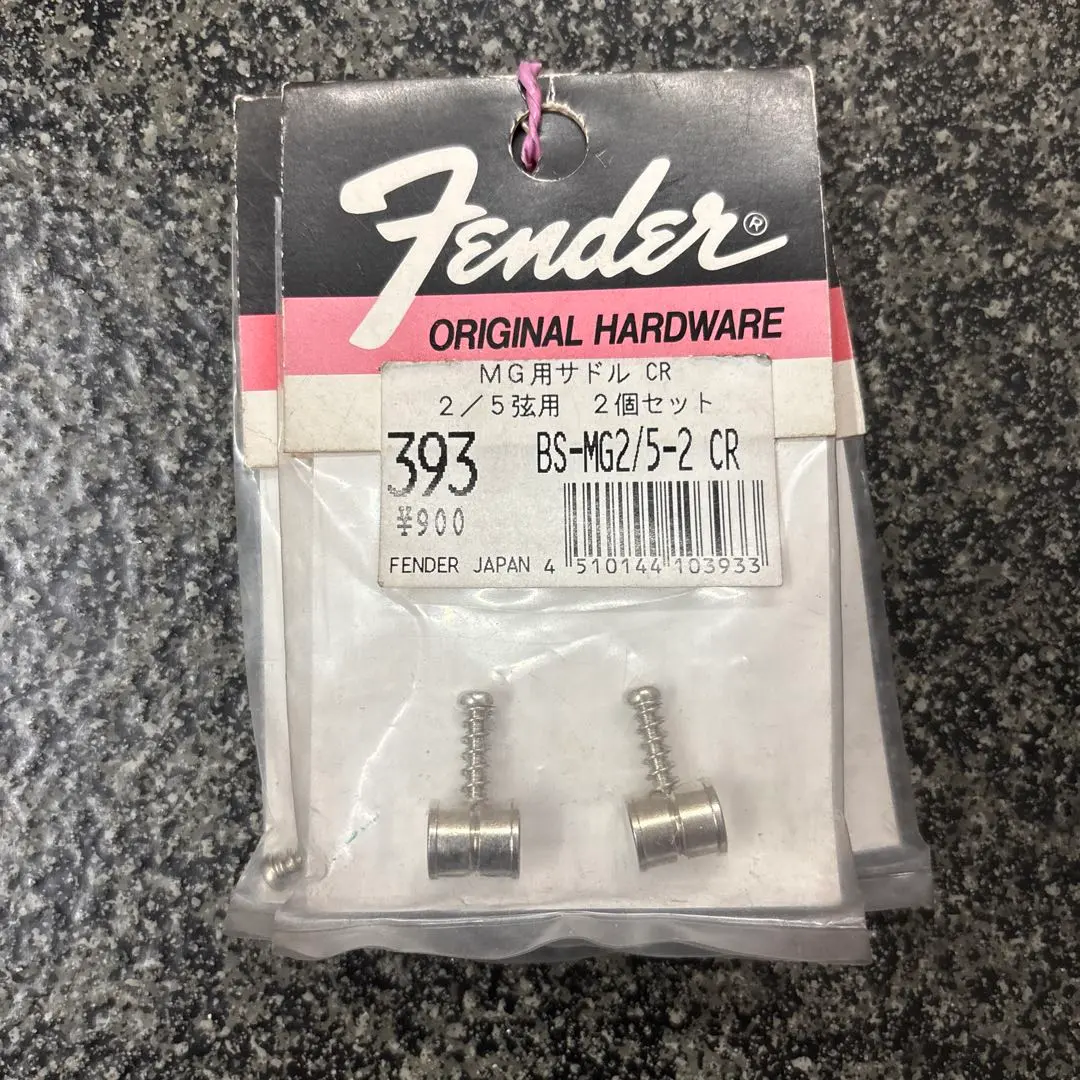 Fender®
ORIGINAL HARDWARE
MG用サドル CR
2/5弦用 2個セット
393 BS-MG2/5-2 CR
¥900
FENDER JAPAN 4 510144 103933